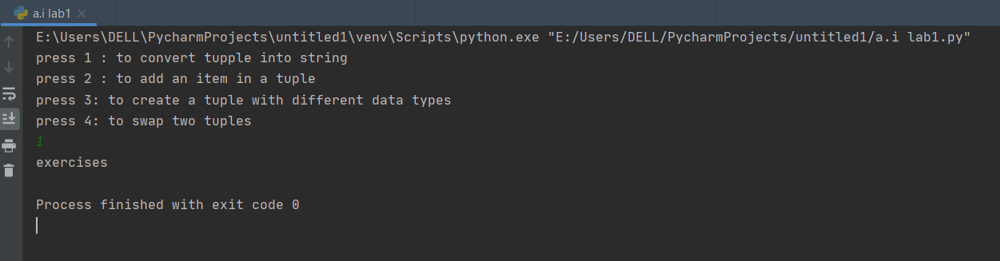 a.i lab1
E:\Users\DELL\PycharmProjects\untitled1\venv\Scripts\python.exe "E:/Users/DELL/PycharmProjects/untitled1/a.i lab1.py"
press 1 : to convert tupple into string
press 2 : to add an item in a tuple
press 3: to create a tuple with different data types
press 4: to swap two tuples
1
exercises
Process finished with exit code 0